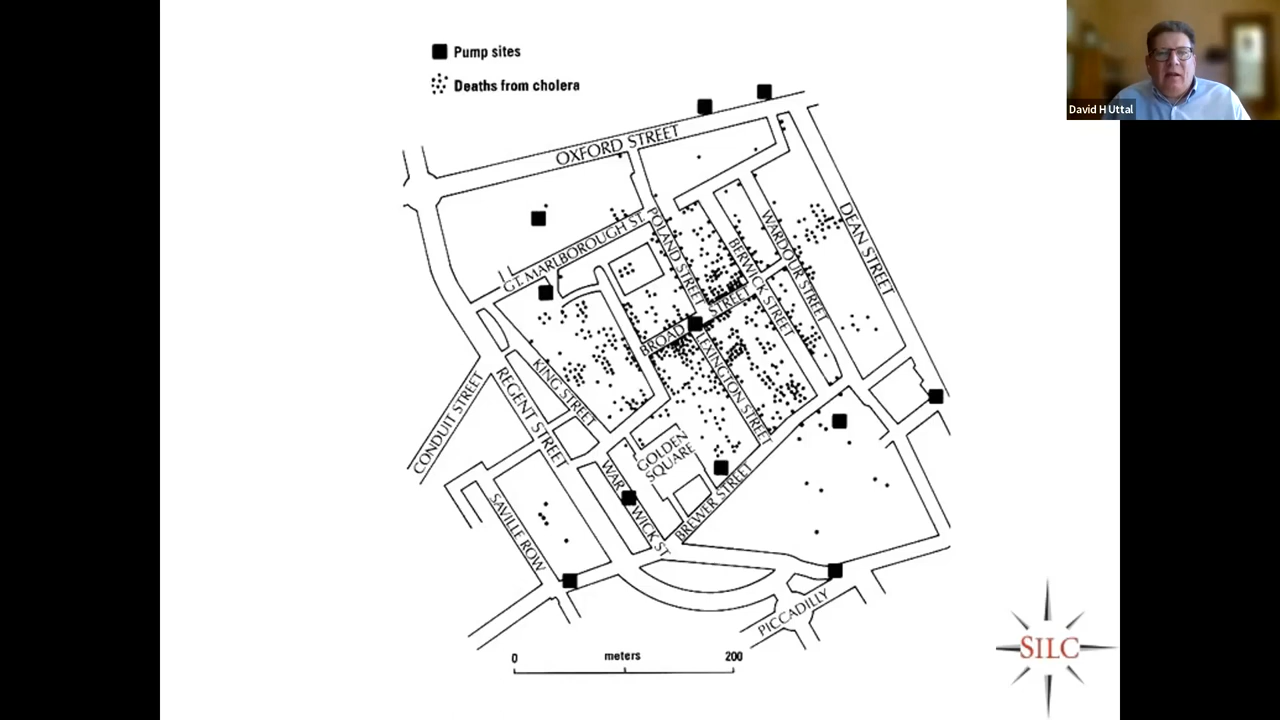 Pump sites
Deaths from cholera
David H Uttal
OXFORD STREET
GT. MARLBOROUGH ST.
POLAND STREET
BERWICK STREET
WARDOUR STREET
DEAN STREET
BROAD STREET
LEXINGTON STREET
KING STREET
REGENT STREET
CONDUIT STREET
GOLDEN
SQUARE
WARWICK ST
BREWER STREET
SAVILLE ROW
PICCADILLY
0 meters 200
SILC